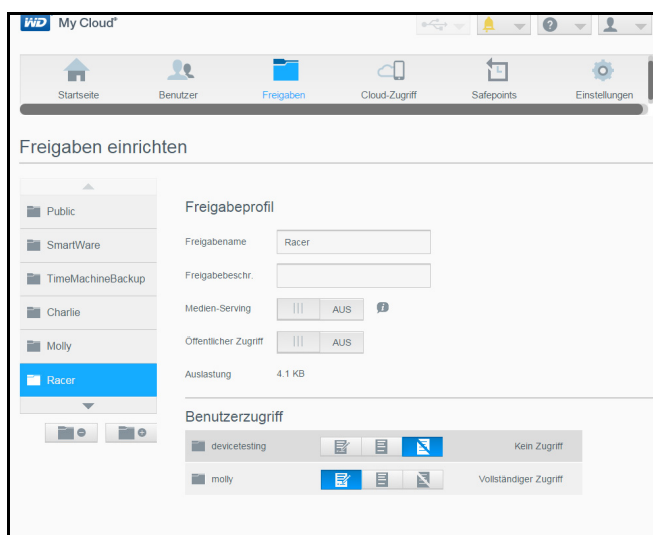 WD My Cloud®
Startseite Benutzer Freigaben Cloud-Zugriff Safepoints Einstellungen
Freigaben einrichten
Public
SmartWare
TimeMachineBackup
Charlie
Molly
Racer
Freigabeprofil
Freigabename Racer
Freigabebeschr.
Medien-Serving AUS
Öffentlicher Zugriff AUS
Auslastung 4.1 KB
Benutzerzugriff
devicetesting Kein Zugriff
molly Vollständiger Zugriff